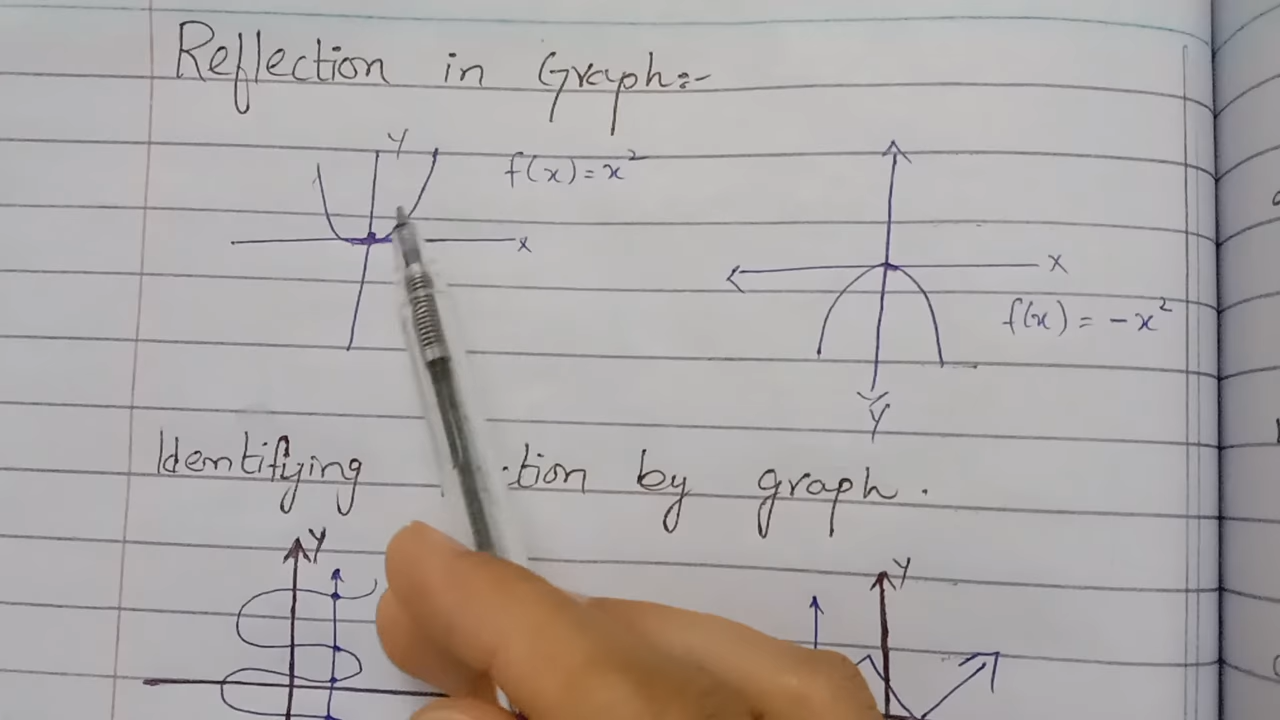 Reflection in Graph:-
Y
f(x) = x²
x
x
f(x) = -x²
Y
Identifying tion by graph.
Y
Y